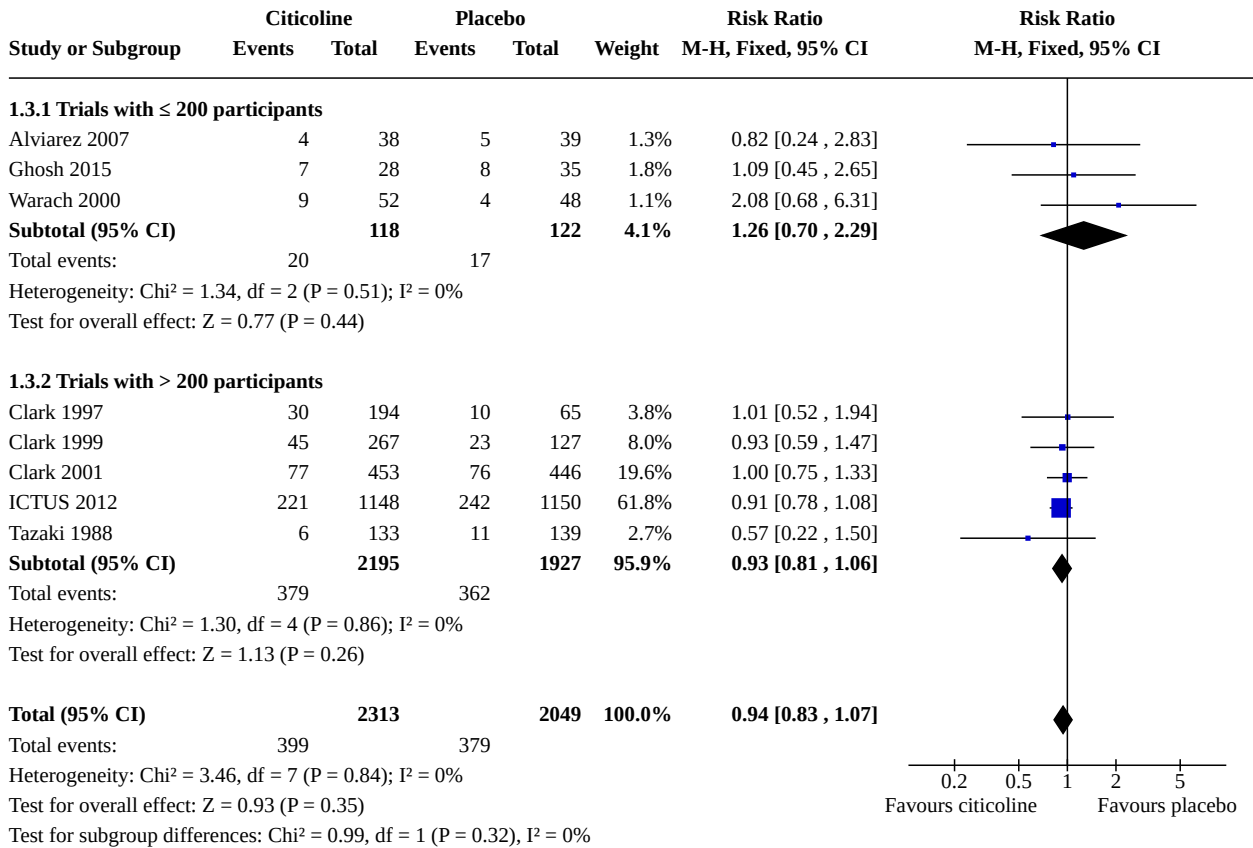 Citicoline Placebo Risk Ratio Risk Ratio
Study or Subgroup Events Total Events Total Weight M-H, Fixed, 95% CI M-H, Fixed, 95% CI
1.3.1 Trials with ≤ 200 participants
Alviarez 2007 4 38 5 39 1.3% 0.82 [0.24 , 2.83]
Ghosh 2015 7 28 8 35 1.8% 1.09 [0.45 , 2.65]
Warach 2000 9 52 4 48 1.1% 2.08 [0.68 , 6.31]
Subtotal (95% CI) 118 122 4.1% 1.26 [0.70 , 2.29]
Total events: 20 17
Heterogeneity: Chi² = 1.34, df = 2 (P = 0.51); I² = 0%
Test for overall effect: Z = 0.77 (P = 0.44)
1.3.2 Trials with > 200 participants
Clark 1997 30 194 10 65 3.8% 1.01 [0.52 , 1.94]
Clark 1999 45 267 23 127 8.0% 0.93 [0.59 , 1.47]
Clark 2001 77 453 76 446 19.6% 1.00 [0.75 , 1.33]
ICTUS 2012 221 1148 242 1150 61.8% 0.91 [0.78 , 1.08]
Tazaki 1988 6 133 11 139 2.7% 0.57 [0.22 , 1.50]
Subtotal (95% CI) 2195 1927 95.9% 0.93 [0.81 , 1.06]
Total events: 379 362
Heterogeneity: Chi² = 1.30, df = 4 (P = 0.86); I² = 0%
Test for overall effect: Z = 1.13 (P = 0.26)
Total (95% CI) 2313 2049 100.0% 0.94 [0.83 , 1.07]
Total events: 399 379
Heterogeneity: Chi² = 3.46, df = 7 (P = 0.84); I² = 0%
0.2 0.5 1 2 5
Test for overall effect: Z = 0.93 (P = 0.35) Favours citicoline Favours placebo
Test for subgroup differences: Chi² = 0.99, df = 1 (P = 0.32), I² = 0%